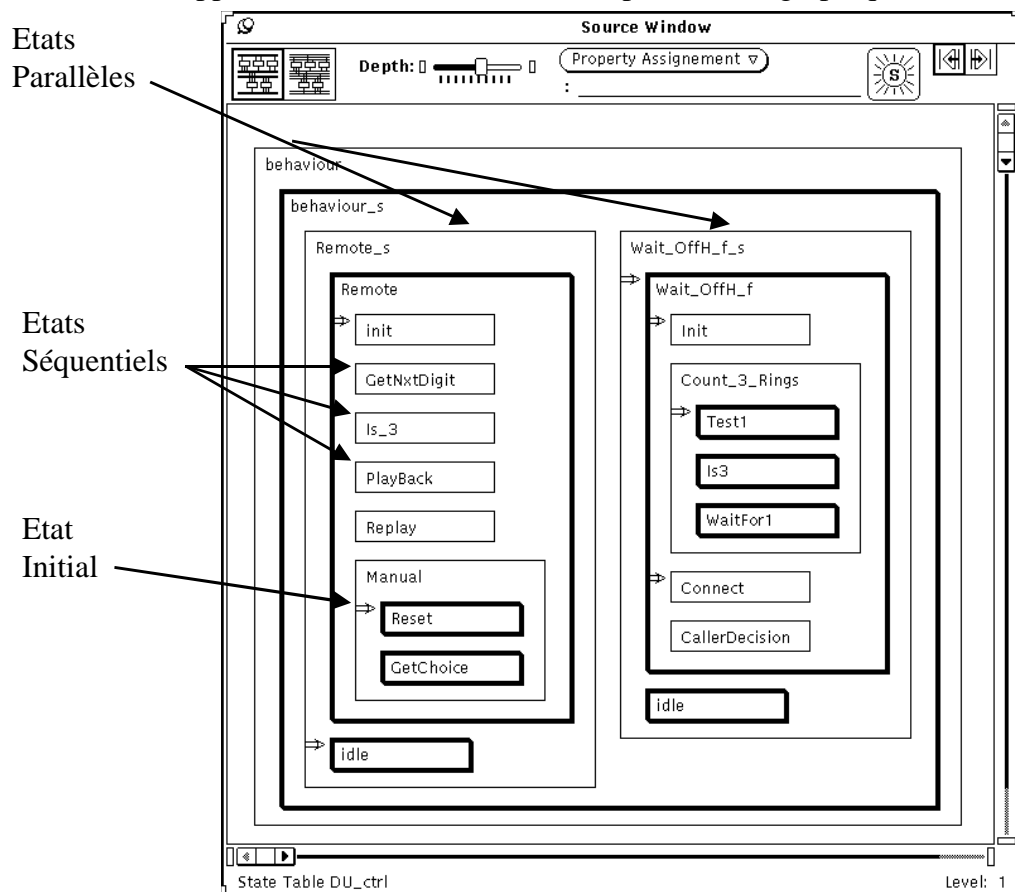 Source Window
Depth:
Property Assignement
:
S
Etats
Parallèles
behaviour
behaviour_s
Remote_s
Remote
init
GetNxtDigit
Is_3
PlayBack
Replay
Manual
Reset
GetChoice
idle
Wait_OffH_f_s
Wait_OffH_f
Init
Count_3_Rings
Test1
Is3
WaitFor1
Connect
CallerDecision
idle
Etats
Séquentiels
Etat
Initial
State Table DU_ctrl
Level: 1